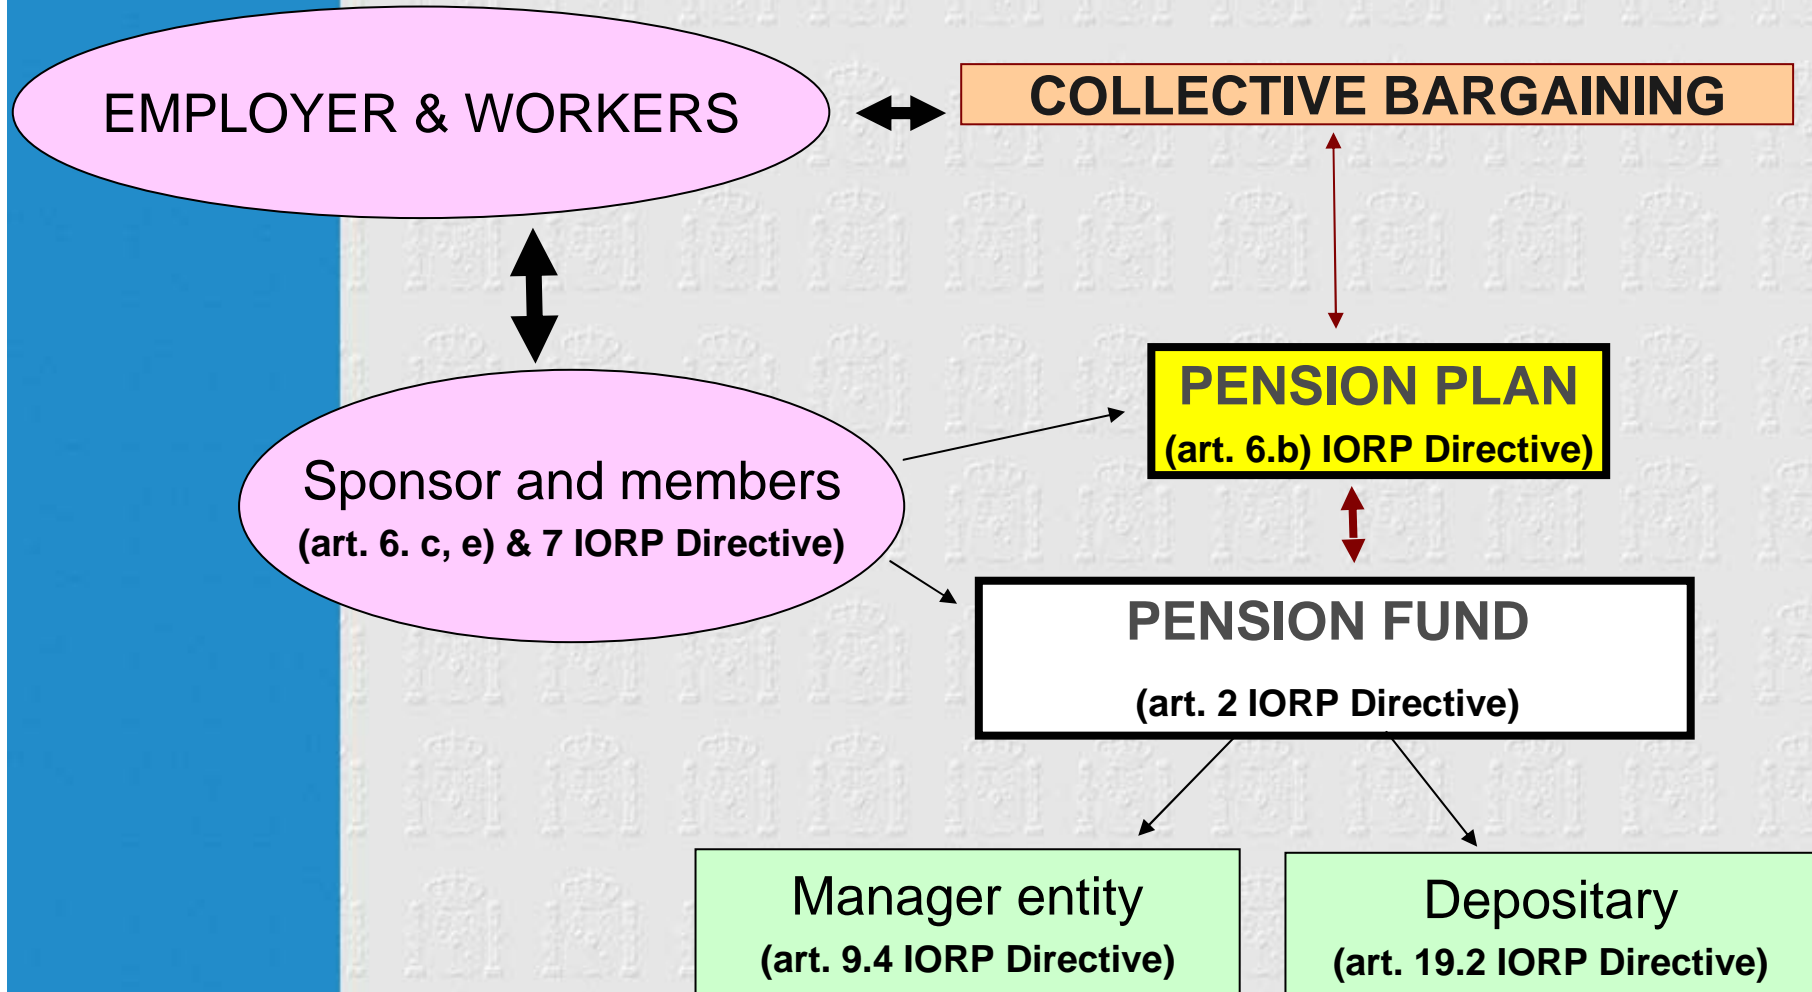 EMPLOYER & WORKERS
COLLECTIVE BARGAINING
PENSION PLAN
(art. 6.b) IORP Directive)
Sponsor and members
(art. 6. c, e) & 7 IORP Directive)
PENSION FUND
(art. 2 IORP Directive)
Manager entity
(art. 9.4 IORP Directive)
Depositary
(art. 19.2 IORP Directive)